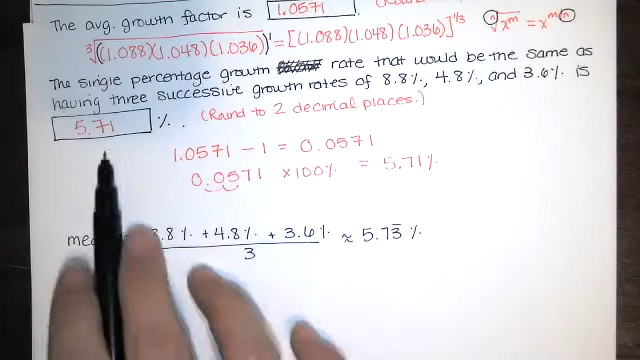 The avg. growth factor is 1.0571
∛((1.088)(1.048)(1.036))¹ = [(1.088)(1.048)(1.036)]^1/3 ⁿ√x^m = x^m/n
The single percentage growth rate that would be the same as
having three successive growth rates of 8.8%, 4.8%, and 3.6% is
5.71 %. (Round to 2 decimal places.)
1.0571 - 1 = 0.0571
0.0571 × 100% = 5.71%
8.8% + 4.8% + 3.6% ≈ 5.73̅ %
3